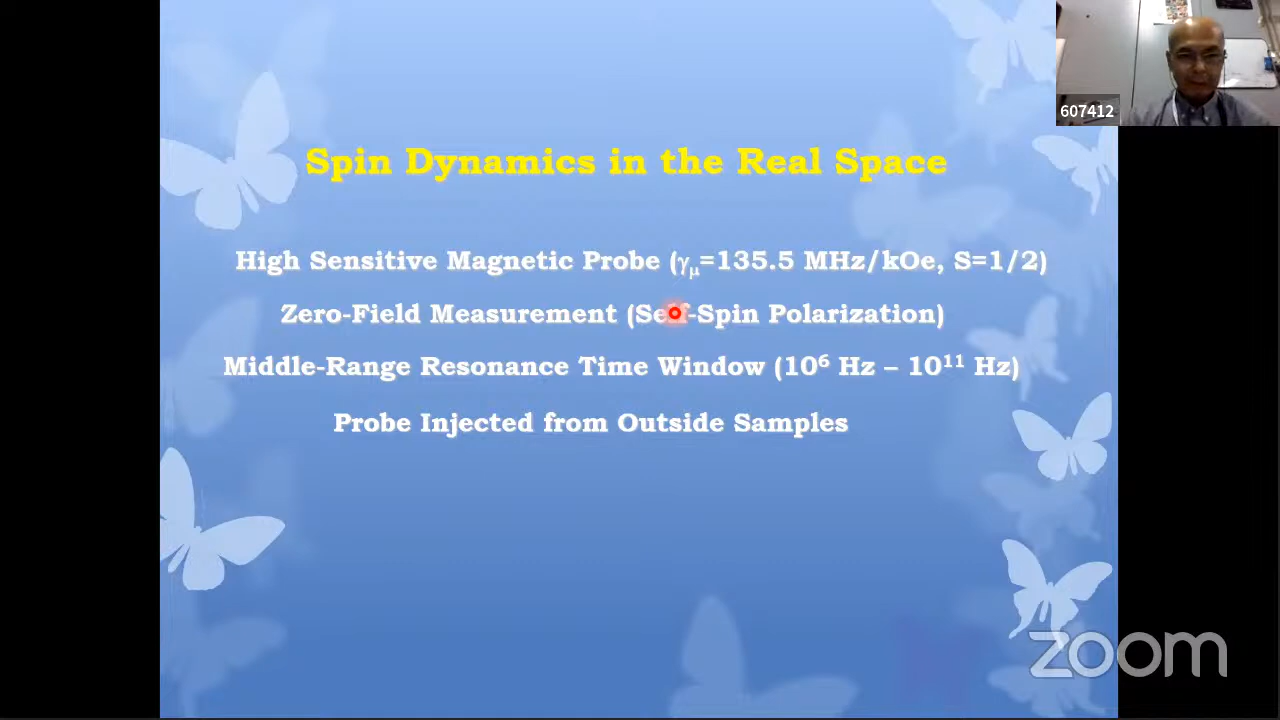 Spin Dynamics in the Real Space
High Sensitive Magnetic Probe (γμ=135.5 MHz/kOe, S=1/2)
Zero-Field Measurement (Self-Spin Polarization)
Middle-Range Resonance Time Window (10⁶ Hz – 10¹¹ Hz)
Probe Injected from Outside Samples
607412
zoom